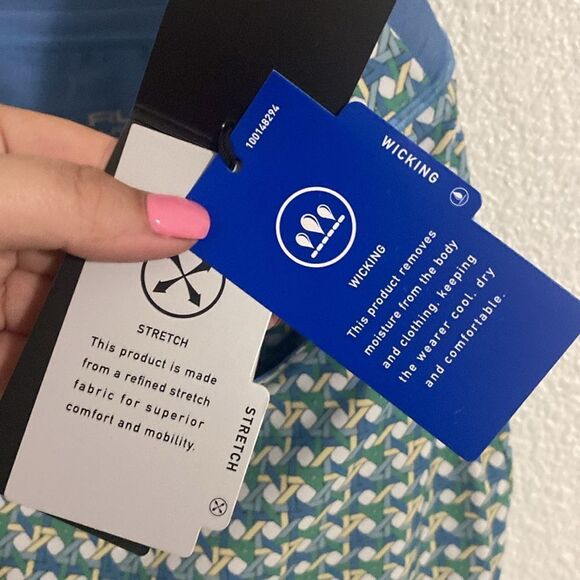 100148294
WICKING
WICKING
This product removes
moisture from the body
and clothing, keeping
the wearer cool, dry
and comfortable.
STRETCH
This product is made
from a refined stretch
fabric for superior
comfort and mobility.
STRETCH